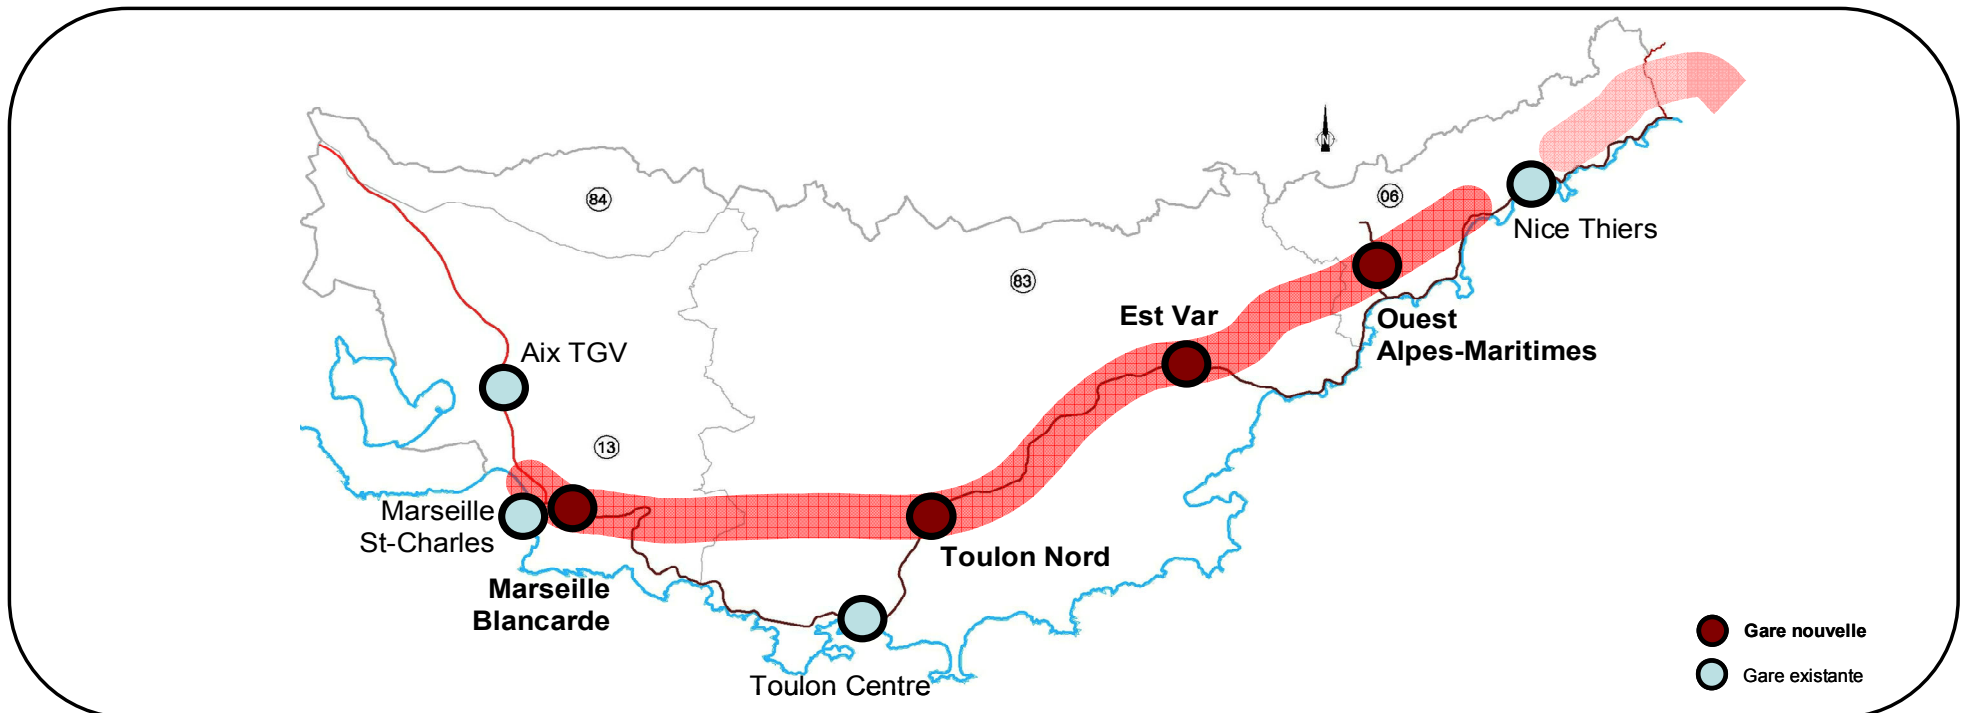 N
84
06
Nice Thiers
83
Est Var
Ouest
Alpes-Maritimes
Aix TGV
13
Marseille
St-Charles
Toulon Nord
Marseille
Blancarde
Toulon Centre
Gare nouvelle
Gare existante